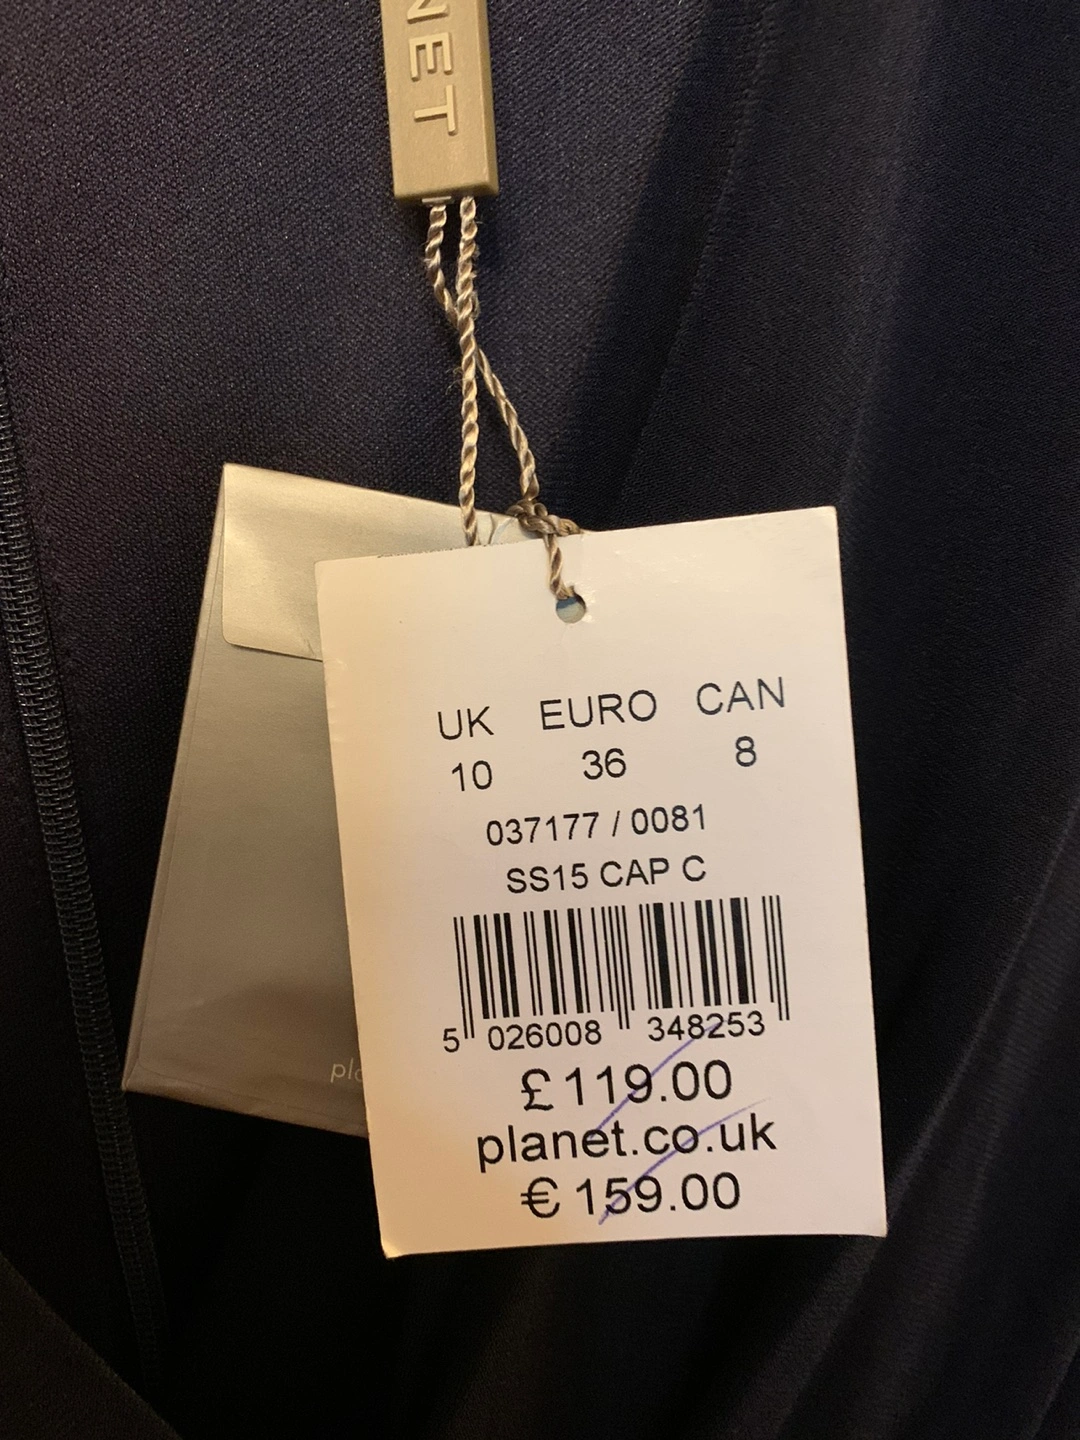 NET
UK EURO CAN
10 36 8
037177 / 0081
SS15 CAP C
5 026008 348253
£119.00
planet.co.uk
€159.00